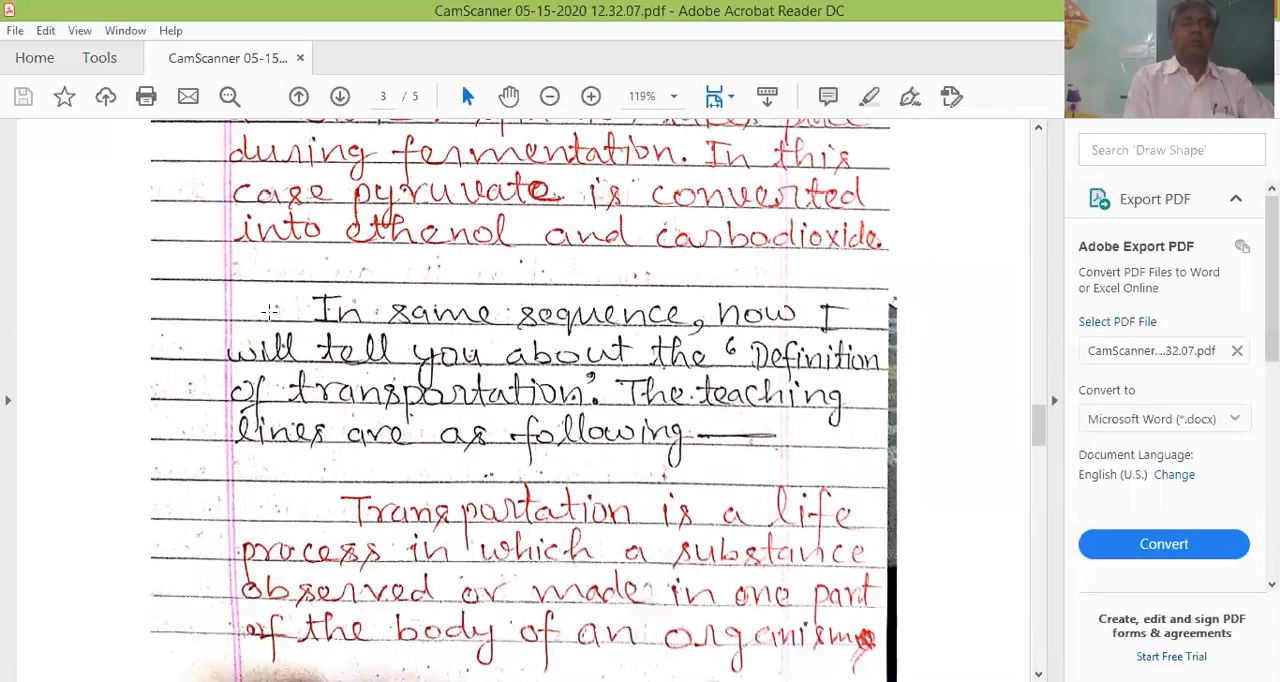 CamScanner 05-15-2020 12.32.07.pdf - Adobe Acrobat Reader DC
File Edit View Window Help
Home Tools CamScanner 05-15... ×
3 / 5 119%
during fermentation. In this
case pyruvate is converted
into ethenol and carbodioxide.
In same sequence, now I
will tell you about the ‘Definition
of transportation’. The teaching
lines are as following —
Transportation is a life
process in which a substance
observed or made in one part
of the body of an organism
Search 'Draw Shape'
Export PDF
Adobe Export PDF
Convert PDF Files to Word
or Excel Online
Select PDF File
CamScanner....32.07.pdf ×
Convert to
Microsoft Word (*.docx)
Document Language:
English (U.S.) Change
Convert
Create, edit and sign PDF
forms & agreements
Start Free Trial